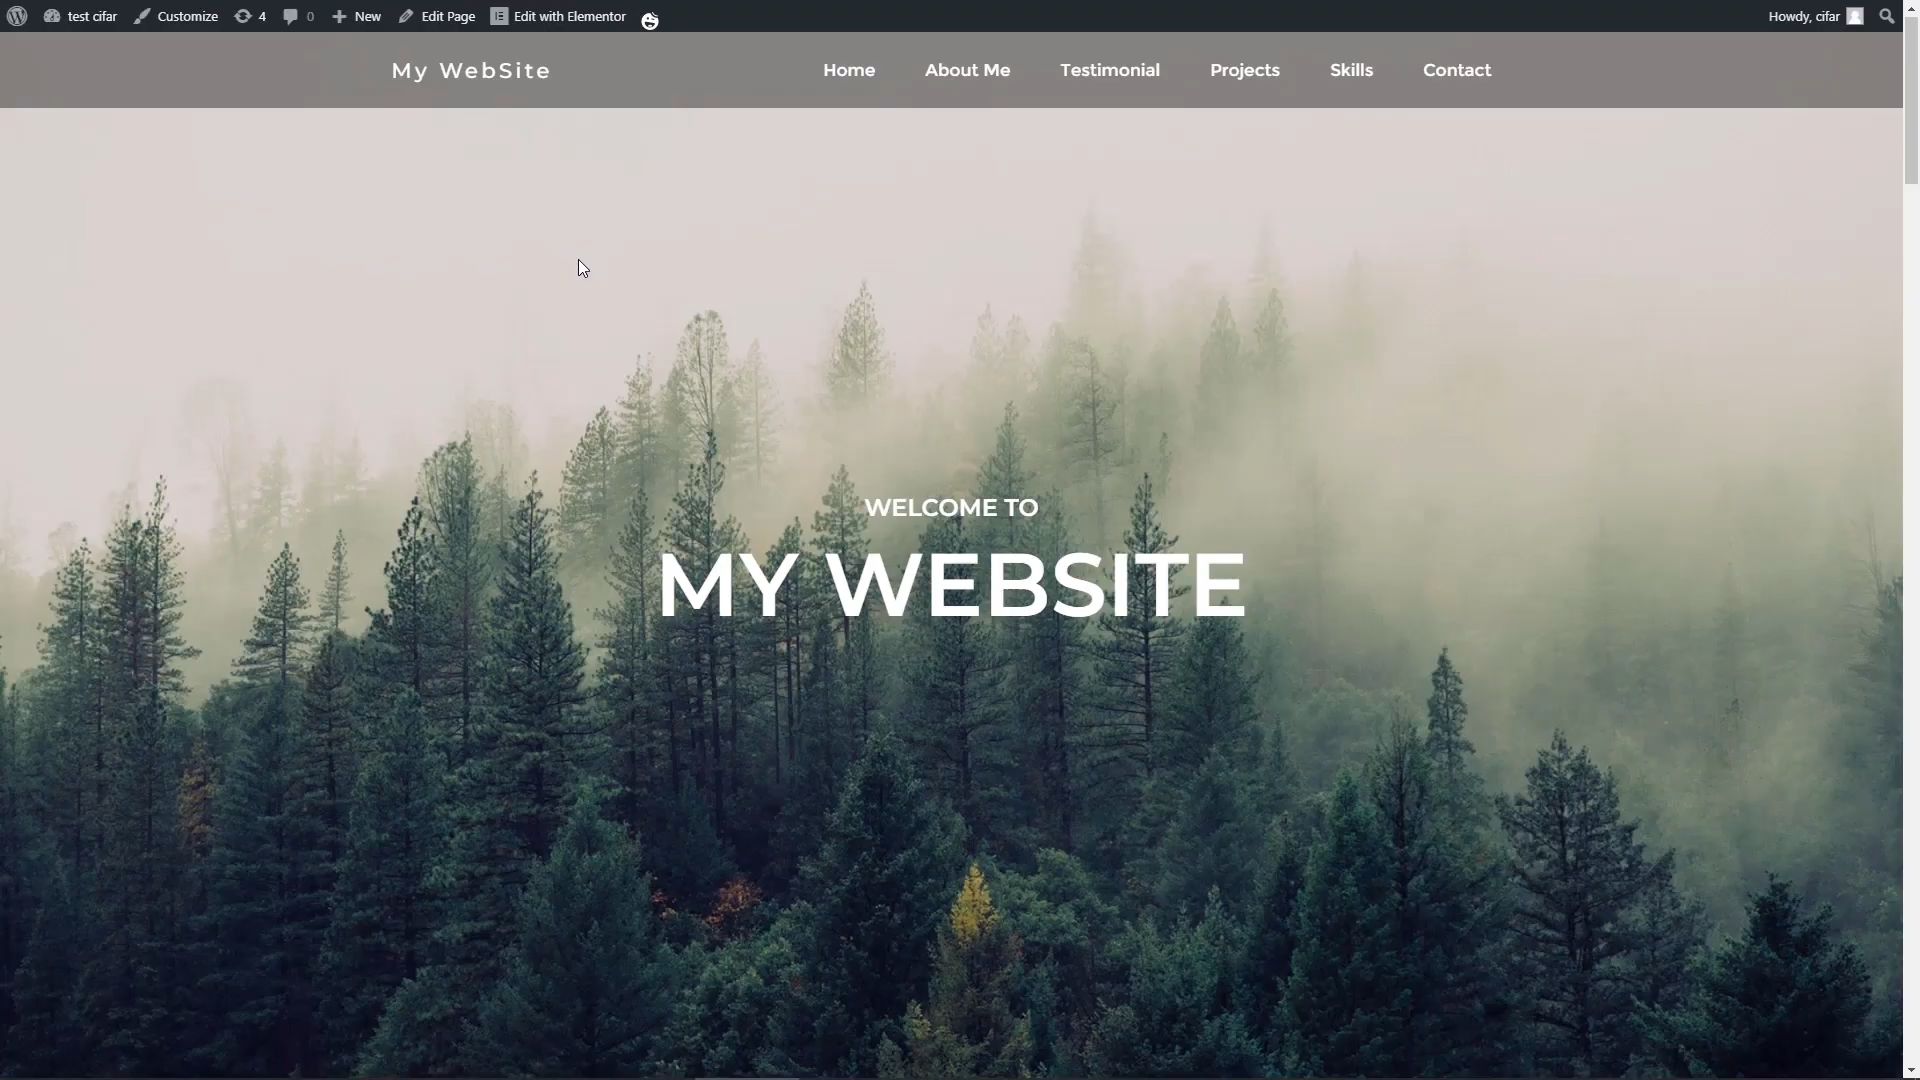 test cifar Customize 4 0 New Edit Page Edit with Elementor Howdy, cifar
My WebSite Home About Me Testimonial Projects Skills Contact
WELCOME TO
MY WEBSITE